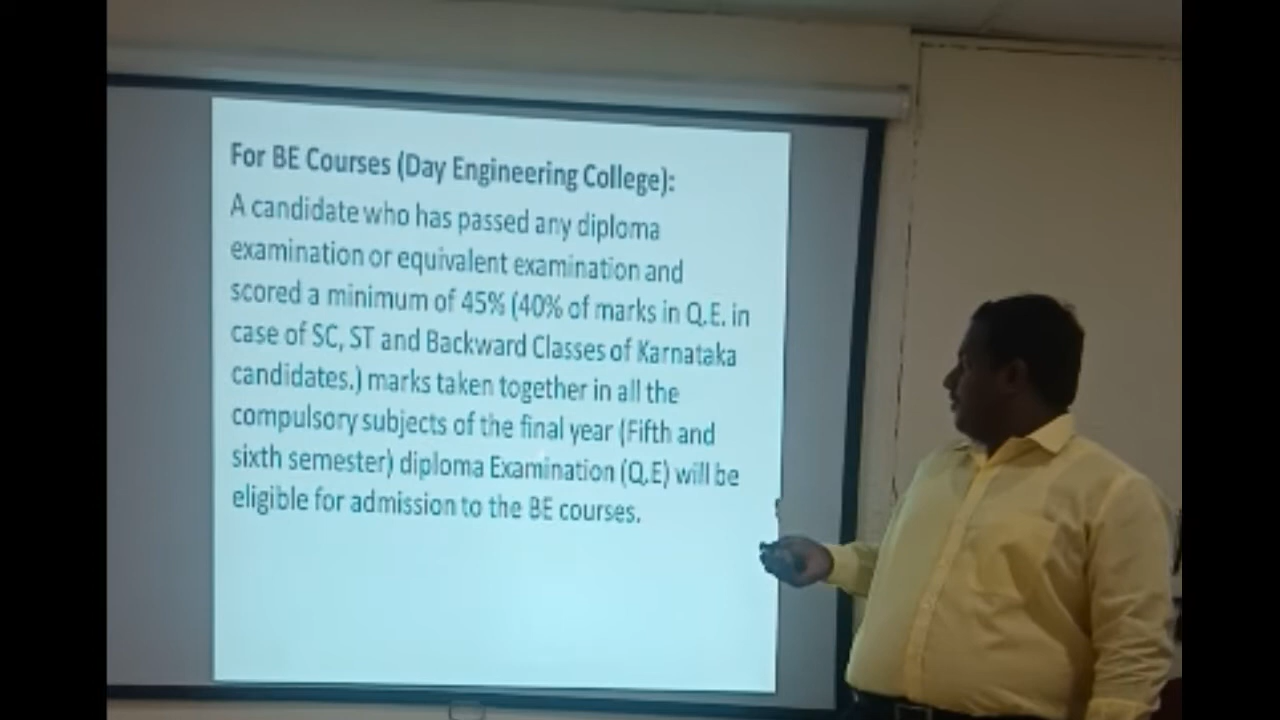 For BE Courses (Day Engineering College):
A candidate who has passed any diploma
examination or equivalent examination and
scored a minimum of 45% (40% of marks in Q.E. in
case of SC, ST and Backward Classes of Karnataka
candidates.) marks taken together in all the
compulsory subjects of the final year (Fifth and
sixth semester) diploma Examination (Q.E) will be
eligible for admission to the BE courses.